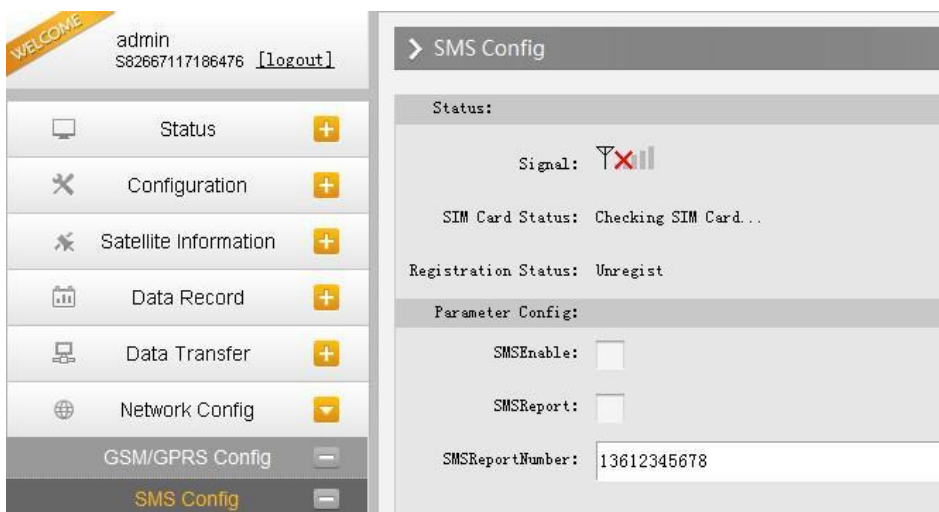 WELCOME
admin
S82667117186476 [logout]
Status
Configuration
Satellite Information
Data Record
Data Transfer
Network Config
GSM/GPRS Config
SMS Config
SMS Config
Status:
Signal:
SIM Card Status: Checking SIM Card...
Registration Status: Unregist
Parameter Config:
SMSEnable:
SMSReport:
SMSReportNumber: 13612345678